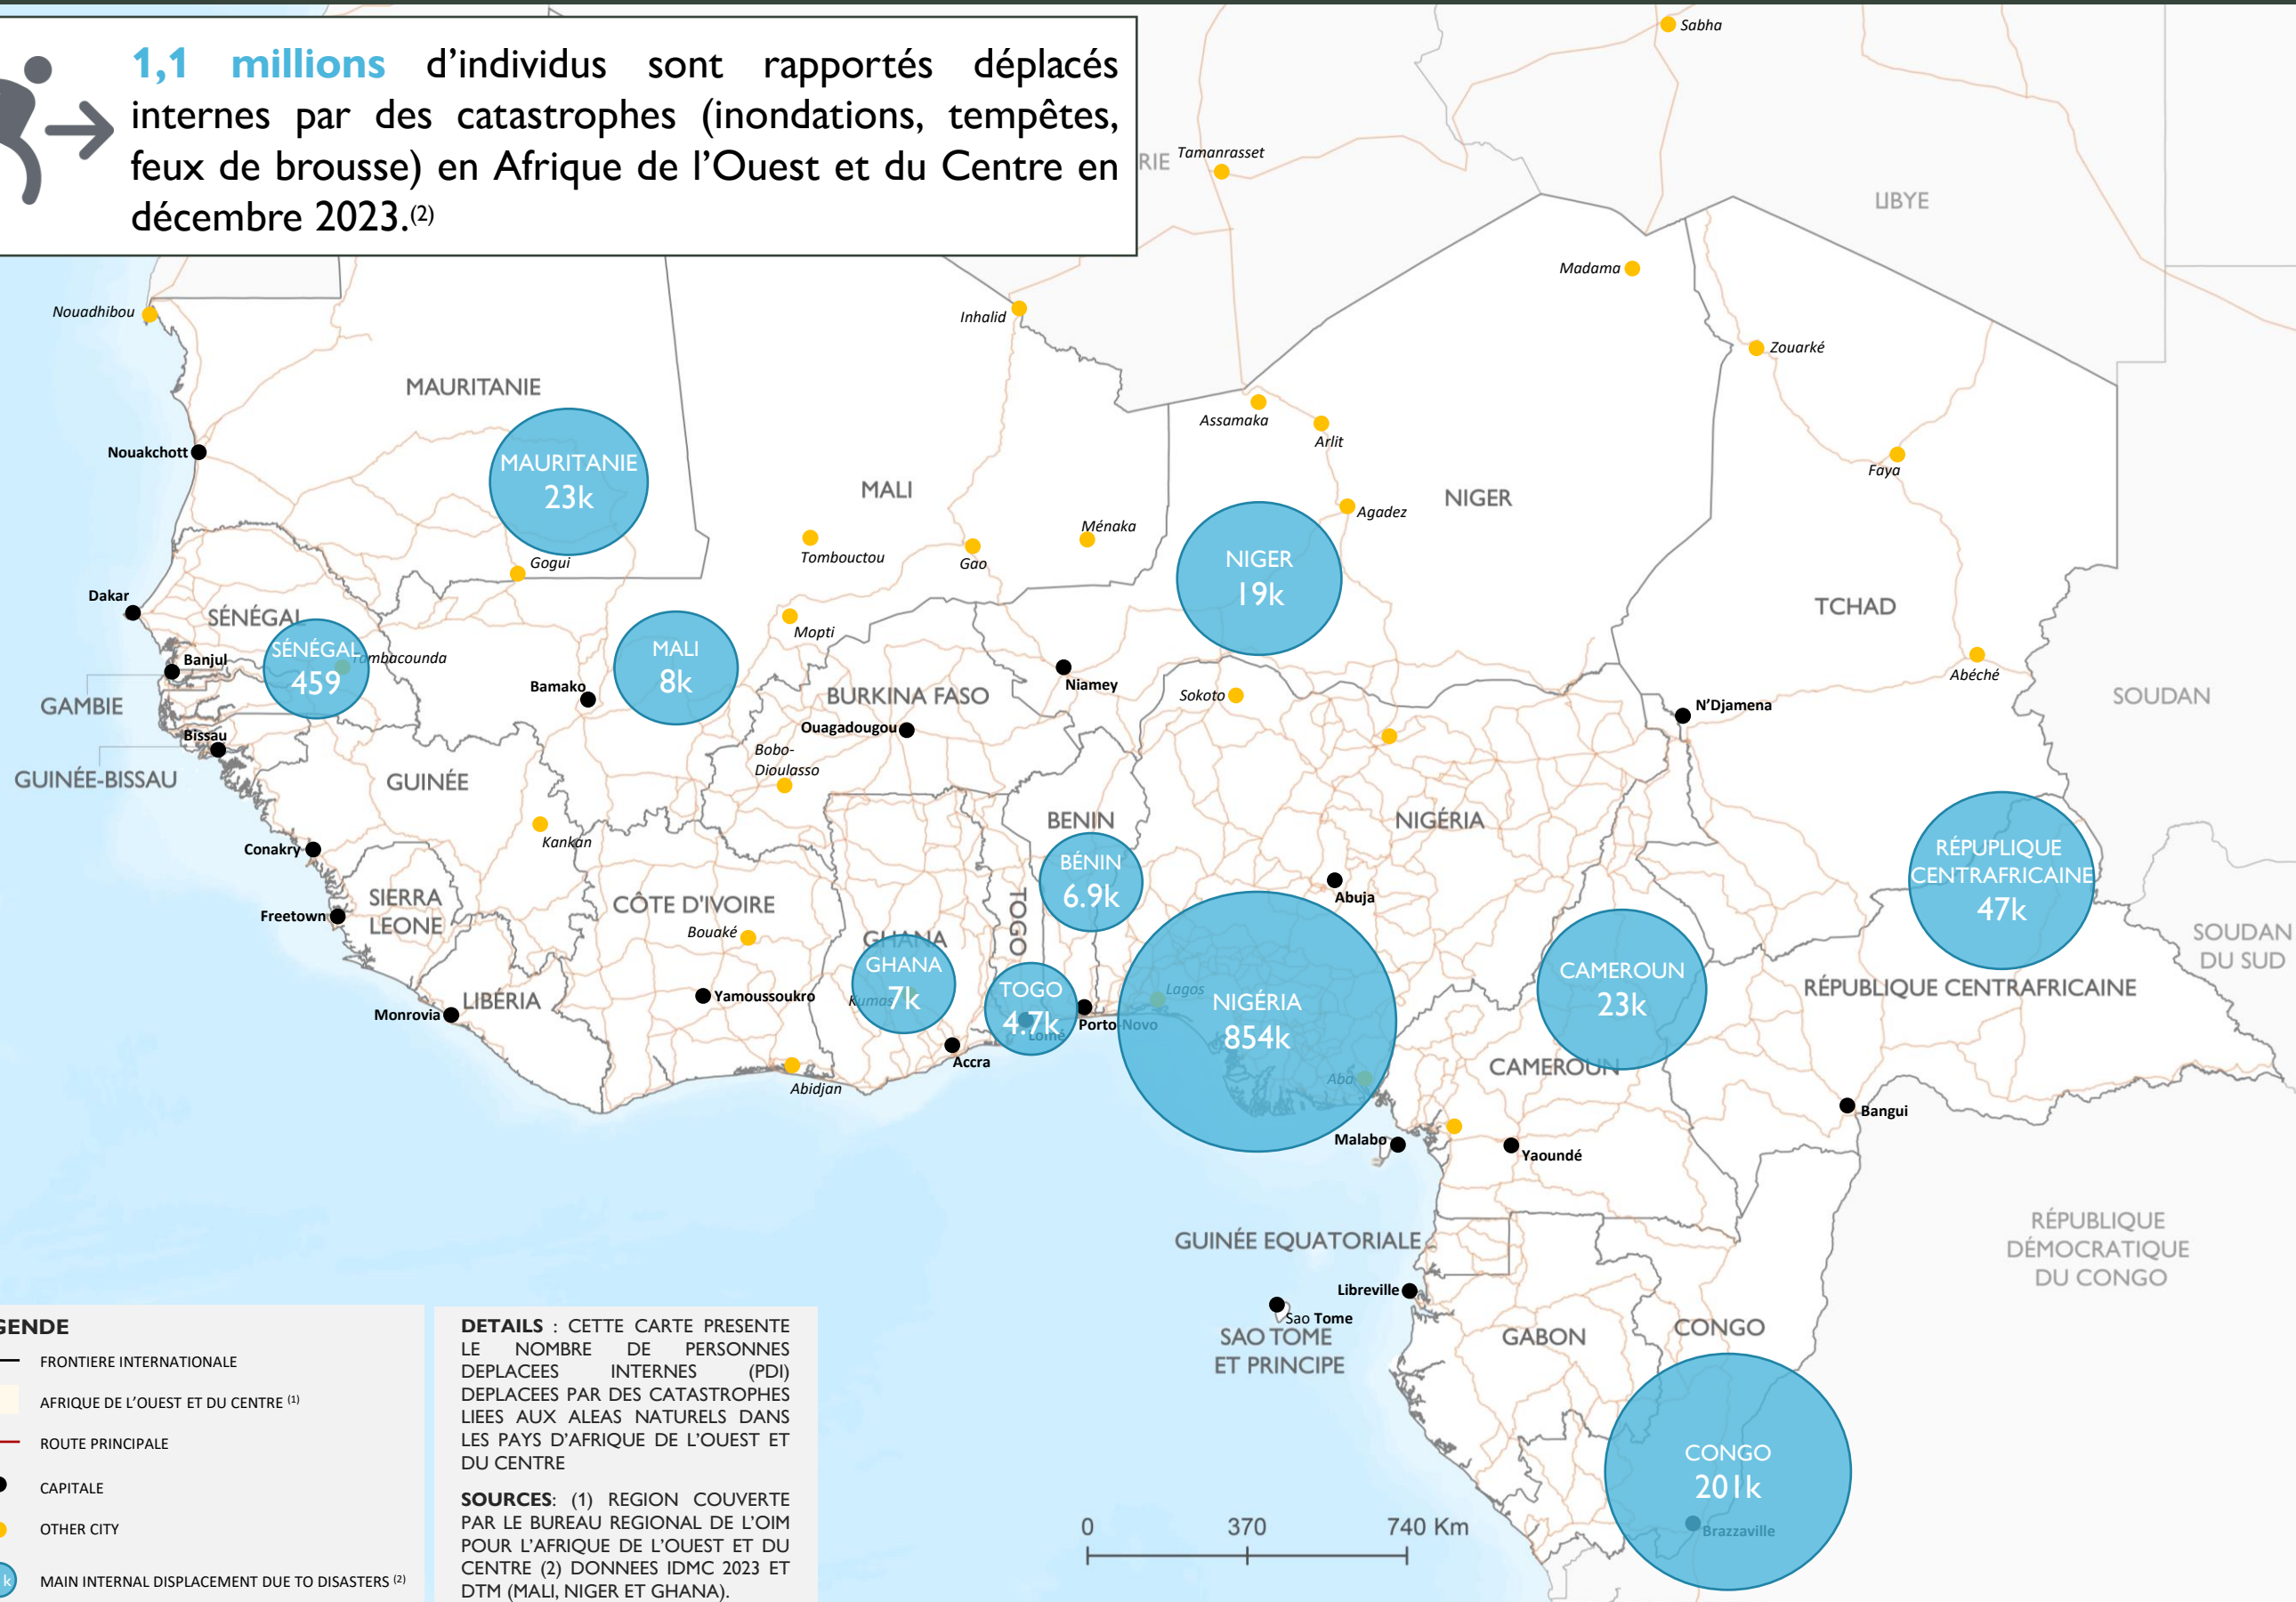 1,1 millions d'individus sont rapportés déplacés
internes par des catastrophes (inondations, tempêtes,
feux de brousse) en Afrique de l'Ouest et du Centre en
décembre 2023.(2)
Sabha
RIE
Tamanrasset
LIBYE
Madama
Nouadhibou
Inhalid
Zouarké
MAURITANIE
Assamaka
Arlit
Nouakchott
MAURITANIE
23k
Faya
MALI
NIGER
Agadez
Ménaka
Tombouctou
Gao
Gogui
NIGER
19k
Dakar
SÉNÉGAL
TCHAD
Mopti
SÉNÉGAL
459
Tambacounda
MALI
8k
Banjul
Abéché
Niamey
Bamako
BURKINA FASO
Sokoto
SOUDAN
GAMBIE
N'Djamena
Ouagadougou
Bissau
Bobo-
Dioulasso
GUINÉE-BISSAU
GUINÉE
BENIN
NIGÉRIA
Kankan
Conakry
BÉNIN
6.9k
RÉPUPLIQUE
CENTRAFRICAINE
47k
SIERRA
LEONE
Abuja
CÔTE D'IVOIRE
TOGO
Freetown
Bouaké
GHANA
SOUDAN
DU SUD
GHANA
7k
Kumasi
CAMEROUN
23k
RÉPUBLIQUE CENTRAFRICAINE
TOGO
4.7k
Lomé
Lagos
Yamoussoukro
LIBÉRIA
NIGÉRIA
854k
Monrovia
Porto-Novo
Accra
CAMEROUN
Aba
Abidjan
Bangui
Malabo
Yaoundé
RÉPUBLIQUE
DÉMOCRATIQUE
DU CONGO
GUINÉE EQUATORIALE
Libreville
Sao Tome
SAO TOME
ET PRINCIPE
GABON
CONGO
CONGO
201k
Brazzaville
0 370 740 Km
GENDE
FRONTIERE INTERNATIONALE
AFRIQUE DE L'OUEST ET DU CENTRE (1)
ROUTE PRINCIPALE
CAPITALE
OTHER CITY
k MAIN INTERNAL DISPLACEMENT DUE TO DISASTERS (2)
DETAILS : CETTE CARTE PRESENTE
LE NOMBRE DE PERSONNES
DEPLACEES INTERNES (PDI)
DEPLACEES PAR DES CATASTROPHES
LIEES AUX ALEAS NATURELS DANS
LES PAYS D'AFRIQUE DE L'OUEST ET
DU CENTRE
SOURCES: (1) REGION COUVERTE
PAR LE BUREAU REGIONAL DE L'OIM
POUR L'AFRIQUE DE L'OUEST ET DU
CENTRE (2) DONNEES IDMC 2023 ET
DTM (MALI, NIGER ET GHANA).